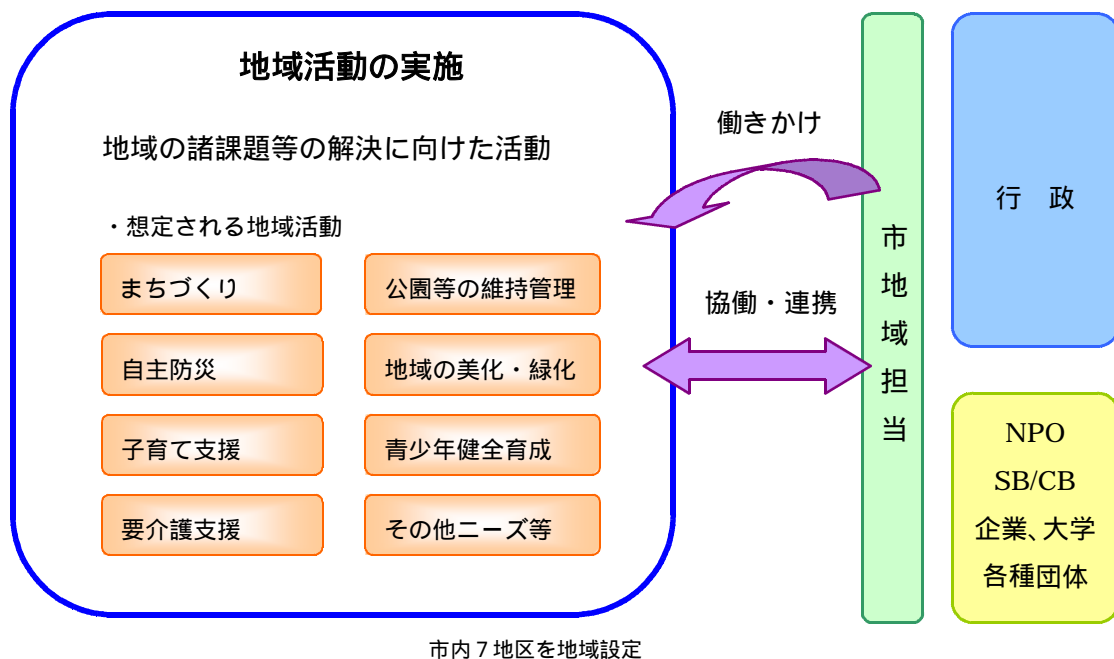 地域活動の実施
地域の諸課題等の解決に向けた活動
・想定される地域活動
まちづくり
公園等の維持管理
自主防災
地域の美化・緑化
子育て支援
青少年健全育成
要介護支援
その他ニーズ等
働きかけ
協働・連携
市地域担当
行　政
NPO
SB/CB
企業、大学
各種団体
市内７地区を地域設定